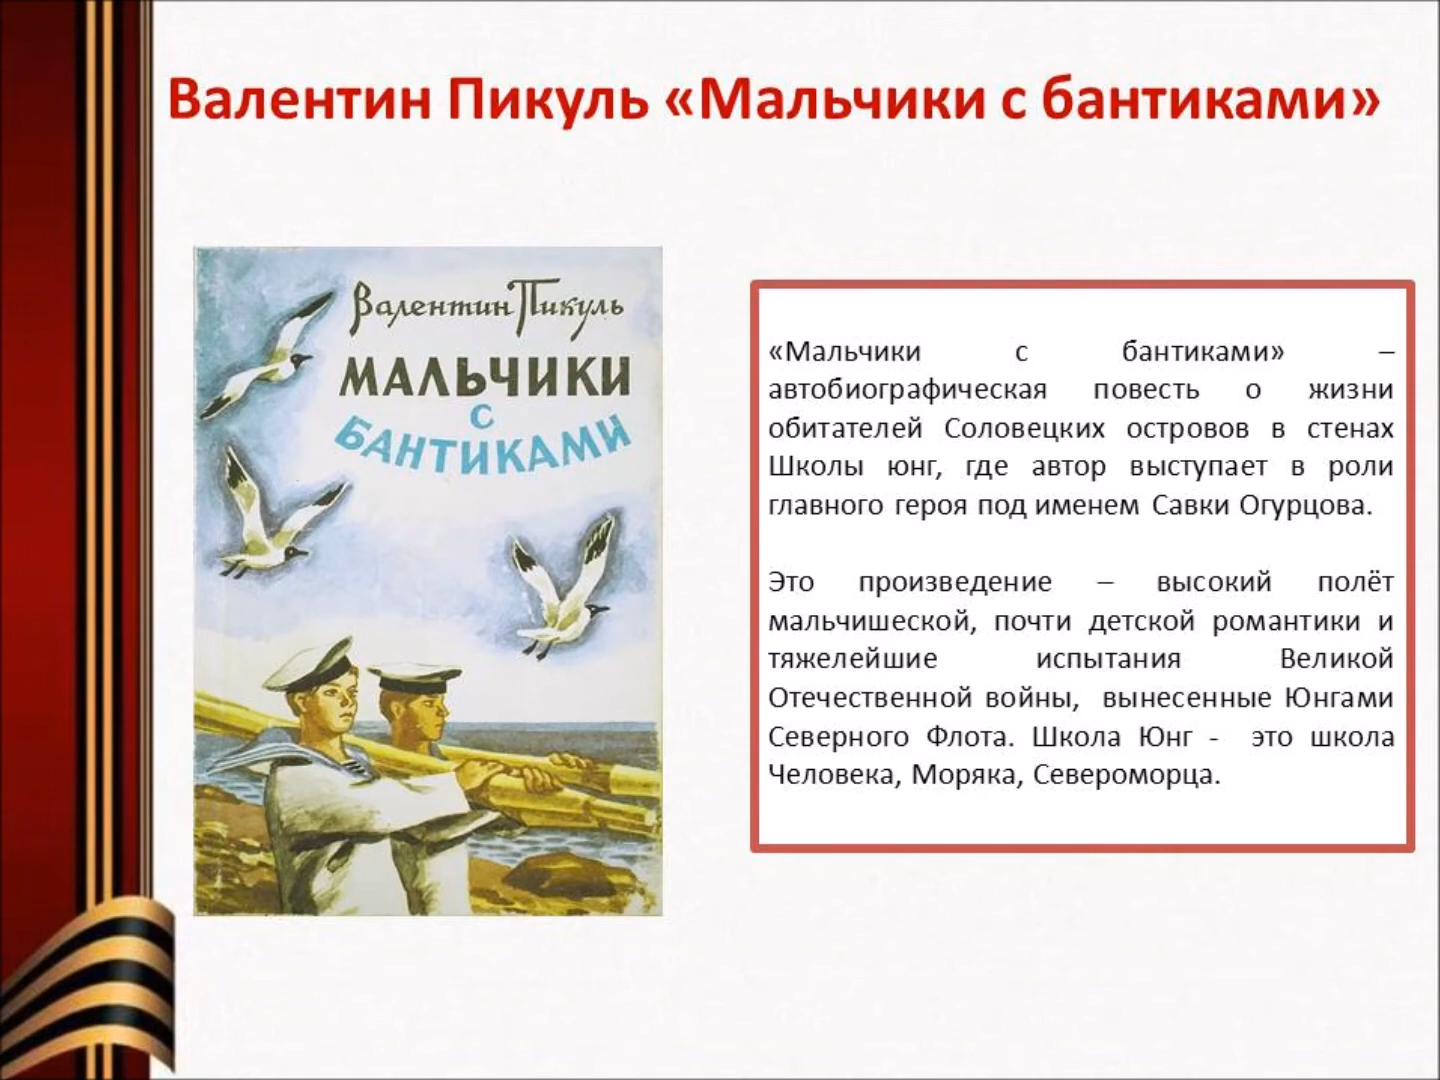 Валентин Пикуль «Мальчики с бантиками»
Валентин Пикуль
МАЛЬЧИКИ
С
БАНТИКАМИ
«Мальчики с бантиками» –
автобиографическая повесть о жизни
обитателей Соловецких островов в стенах
Школы юнг, где автор выступает в роли
главного героя под именем Савки Огурцова.
Это произведение – высокий полёт
мальчишеской, почти детской романтики и
тяжелейшие испытания Великой
Отечественной войны, вынесенные Юнгами
Северного Флота. Школа Юнг - это школа
Человека, Моряка, Североморца.